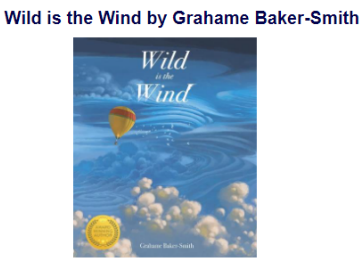 Wild is the Wind by Grahame Baker-Smith
Wild
is the
Wind
Grahame Baker-Smith